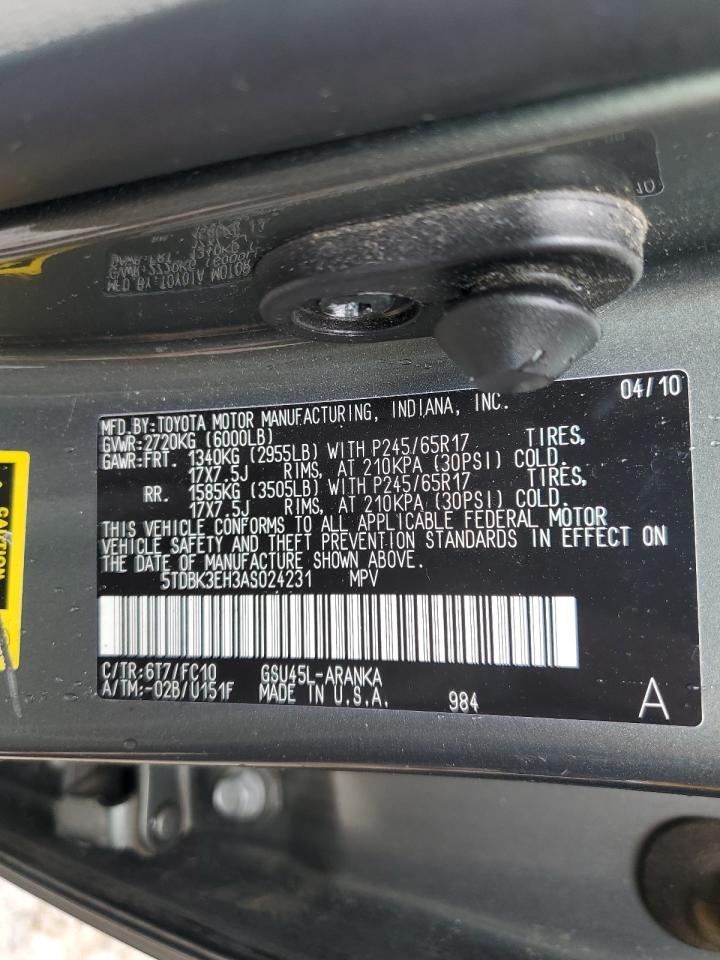 04/10
MFD.BY:TOYOTA MOTOR MANUFACTURING, INDIANA, INC.
GVWR:2720KG (6000LB)
GAWR:FRT. 1340KG (2955LB) WITH P245/65R17 TIRES,
17X7.5J RIMS, AT 210KPA (30PSI) COLD.
RR. 1585KG (3505LB) WITH P245/65R17 TIRES,
17X7.5J RIMS, AT 210KPA (30PSI) COLD.
THIS VEHICLE CONFORMS TO ALL APPLICABLE FEDERAL MOTOR
VEHICLE SAFETY AND THEFT PREVENTION STANDARDS IN EFFECT ON
THE DATE OF MANUFACTURE SHOWN ABOVE.
5TDBK3EH3AS024231 MPV
C/TR:6T7/FC10 GSU45L-ARANKA
A/TM:-02B/U151F MADE IN U.S.A. 984 A
CAUTION